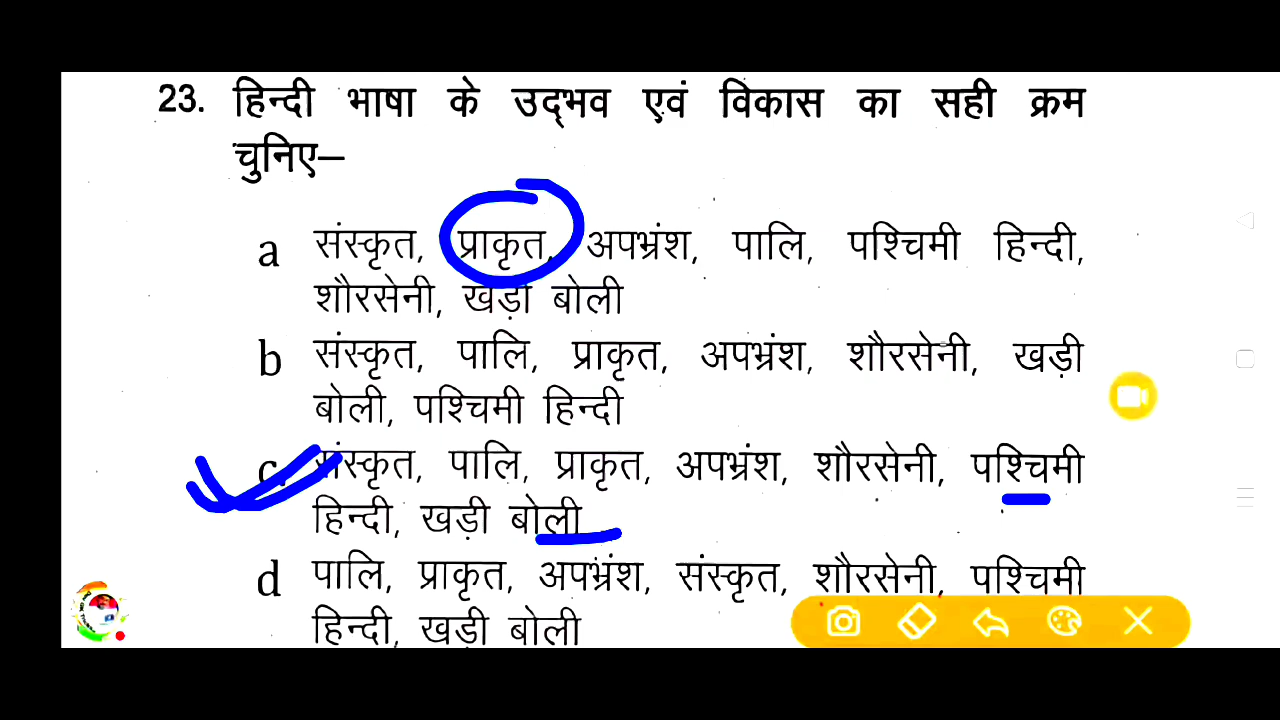 23. हिन्दी भाषा के उद्भव एवं विकास का सही क्रम
चुनिए–
a संस्कृत, प्राकृत, अपभ्रंश, पालि, पश्चिमी हिन्दी,
शौरसेनी, खड़ी बोली
b संस्कृत, पालि, प्राकृत, अपभ्रंश, शौरसेनी, खड़ी
बोली, पश्चिमी हिन्दी
c. संस्कृत, पालि, प्राकृत, अपभ्रंश, शौरसेनी, पश्चिमी
हिन्दी, खड़ी बोली
d पालि, प्राकृत, अपभ्रंश, संस्कृत, शौरसेनी, पश्चिमी
हिन्दी, खड़ी बोली